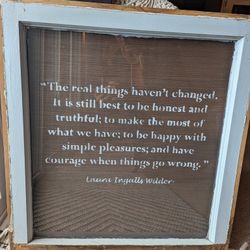 “The real things haven't changed.
It is still best to be honest and
truthful; to make the most of
what we have; to be happy with
simple pleasures; and have
courage when things go wrong.”
Laura Ingalls Wilder